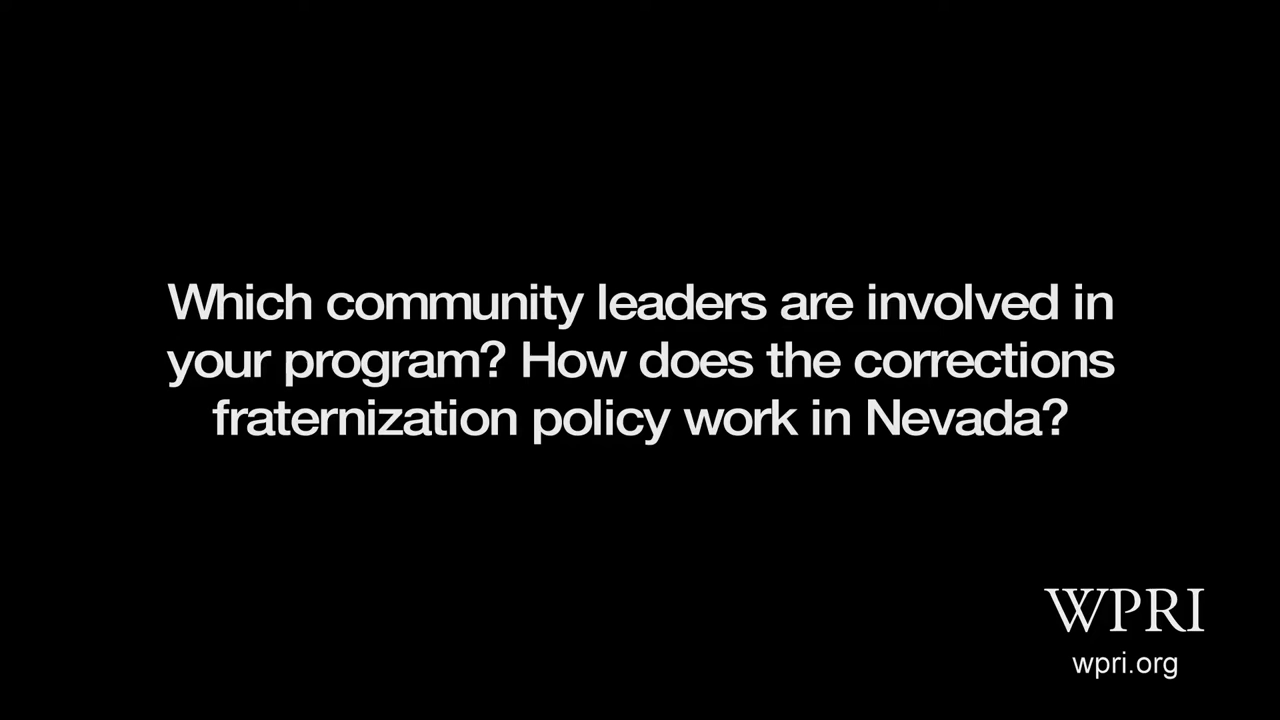 Which community leaders are involved in
your program? How does the corrections
fraternization policy work in Nevada?
WPRI
wpri.org